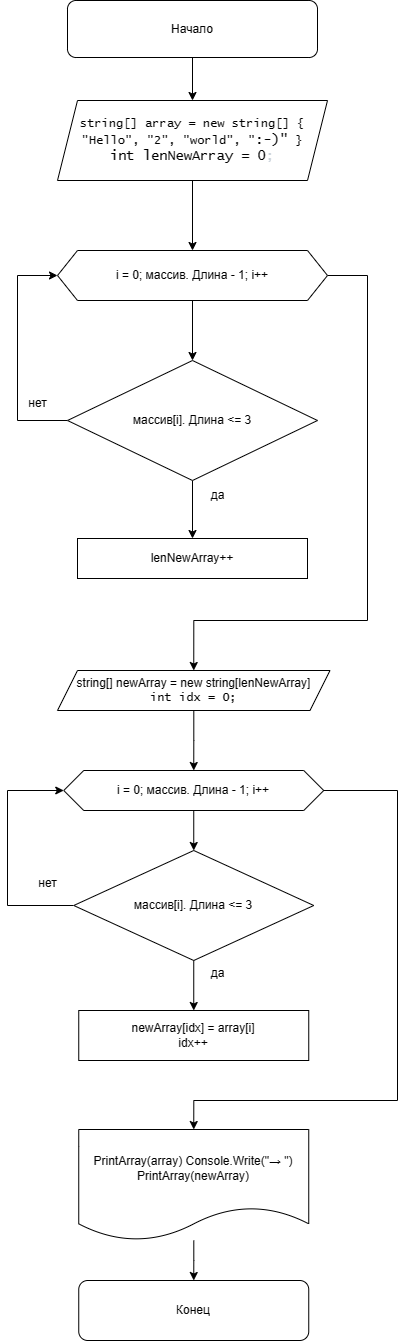 Начало
string[] array = new string[] {
"Hello", "2", "world", ":-)" }
int lenNewArray = 0;
i = 0; массив. Длина - 1; i++
массив[i]. Длина <= 3
нет
да
lenNewArray++
string[] newArray = new string[lenNewArray]
int idx = 0;
i = 0; массив. Длина - 1; i++
массив[i]. Длина <= 3
нет
да
newArray[idx] = array[i]
idx++
PrintArray(array) Console.Write("→ ")
PrintArray(newArray)
Конец